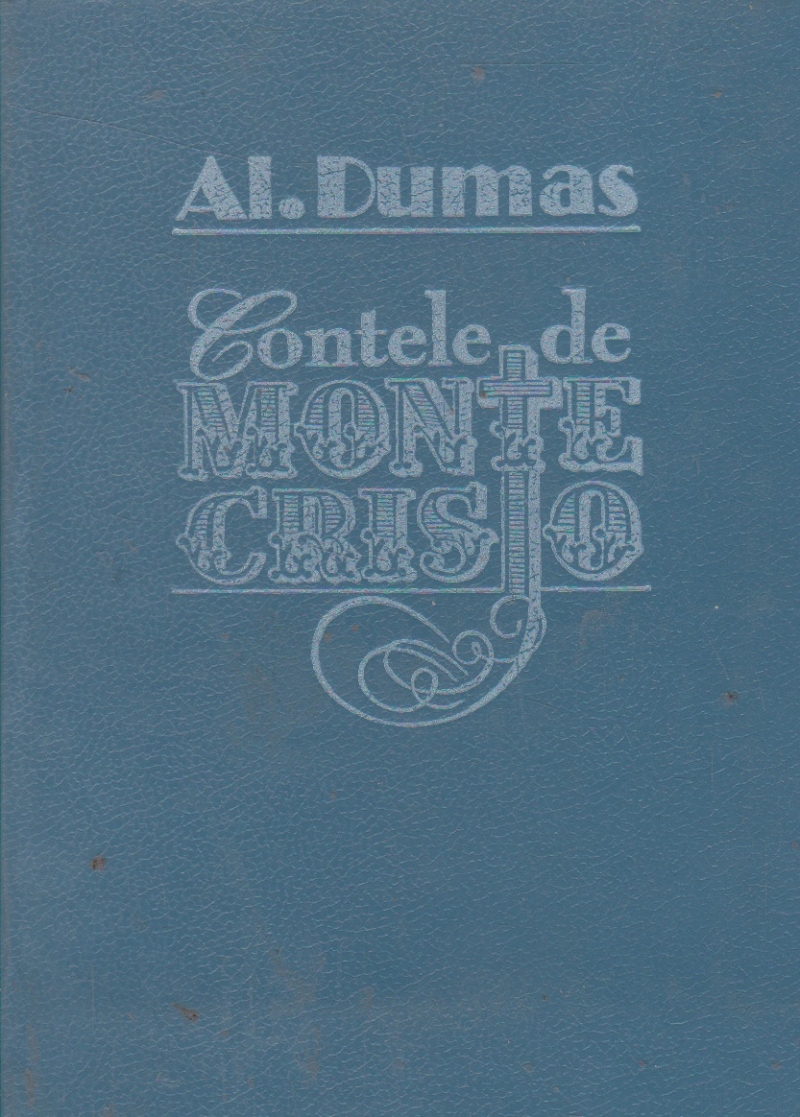 Al. Dumas
Contele de
MONTE
CRISTO